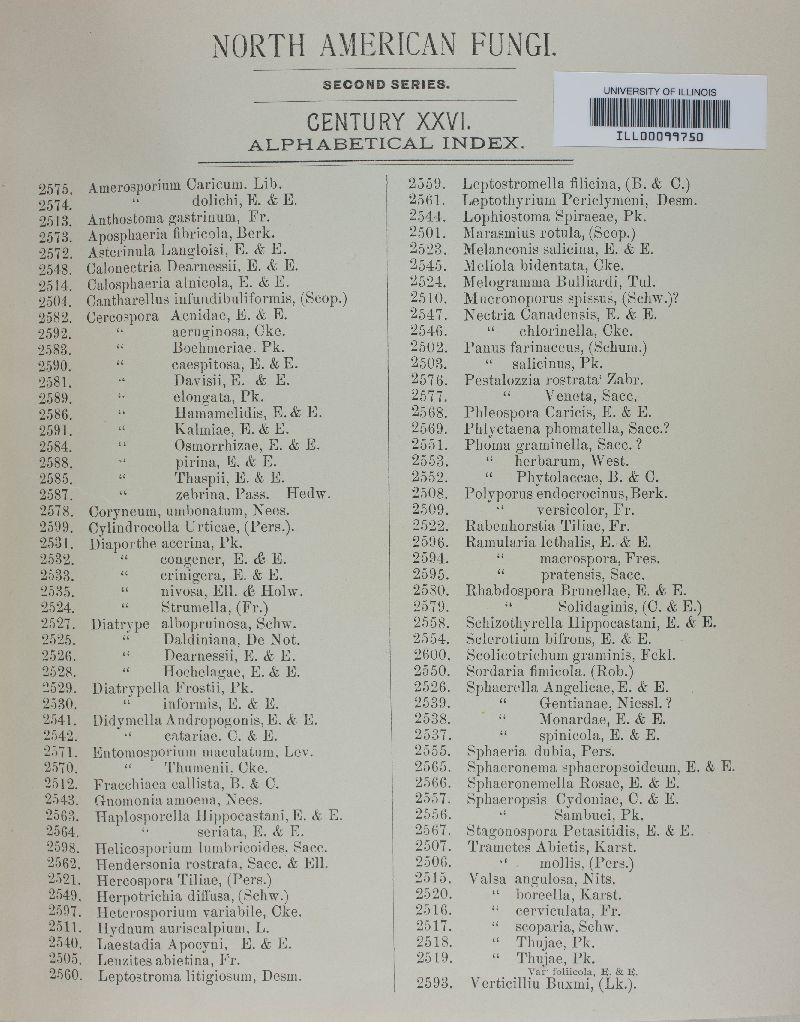 NORTH AMERICAN FUNGI.
SECOND SERIES.
CENTURY XXVI.
ALPHABETICAL INDEX.
UNIVERSITY OF ILLINOIS
ILL00099750
2575. Amerosporium Caricum. Lib.
2574. “ dolichi, E. & E.
2513. Anthostoma gastrinum, Fr.
2573. Aposphaeria fibricola, Berk.
2572. Asterinula Langloisi, E. & E.
2548. Calonectria Dearnessii, E. & E.
2514. Calosphaeria alnicola, E. & E.
2504. Cantharellus infundibuliformis, (Scop.)
2582. Cercospora Acnidae, E. & E.
2592. “ aeruginosa, Cke.
2583. “ Boehmeriae. Pk.
2590. “ caespitosa, E. & E.
2581. “ Davisii, E. & E.
2589. “ elongata, Pk.
2586. “ Hamamelidis, E. & E.
2591. “ Kalmiae, E. & E.
2584. “ Osmorrhizae, E. & E.
2588. “ pirina, E. & E.
2585. “ Thaspii, E. & E.
2587. “ zebrina, Pass. Hedw.
2578. Coryneum, umbonatum, Nees.
2599. Cylindrocolla Urticae, (Pers.).
2531. Diaporthe acerina, Pk.
2532. “ congener, E. & E.
2533. “ crinigera, E. & E.
2535. “ nivosa, Ell. & Holw.
2524. “ Strumella, (Fr.)
2527. Diatrype albopruinosa, Schw.
2525. “ Daldiniana, De Not.
2526. “ Dearnessii, E. & E.
2528. “ Hochelagae, E. & E.
2529. Diatrypella Frostii, Pk.
2530. “ informis, E. & E.
2541. Didymella Andropogonis, E. & E.
2542. “ catariae. C. & E.
2571. Entomosporium maculatum, Lev.
2570. “ Thumenii, Cke.
2512. Fracchiaea callista, B. & C.
2543. Gnomonia amoena, Nees.
2563. Haplosporella Hippocastani, E. & E.
2564. “ seriata, E. & E.
2598. Helicosporium lumbricoides. Sacc.
2562. Hendersonia rostrata, Sacc. & Ell.
2521. Hercospora Tiliae, (Pers.)
2549. Herpotrichia diffusa, (Schw.)
2597. Heterosporium variabile, Cke.
2511. Hydnum auriscalpium, L.
2540. Laestadia Apocyni, E. & E.
2505. Lenzites abietina, Fr.
2560. Leptostroma litigiosum, Desm.
2559. Leptostromella filicina, (B. & C.)
2561. Leptothyrium Periclymeni, Desm.
2544. Lophiostoma Spiraeae, Pk.
2501. Marasmius rotula, (Scop.)
2523. Melanconis salicina, E. & E.
2545. Meliola bidentata, Cke.
2524. Melogramma Bulliardi, Tul.
2510. Mucronoporus spissus, (Schw.)?
2547. Nectria Canadensis, E. & E.
2546. “ chlorinella, Cke.
2502. Panus farinaceus, (Schum.)
2503. “ salicinus, Pk.
2576. Pestalozzia rostrata' Zabr.
2577. “ Veneta, Sacc.
2568. Phleospora Caricis, E. & E.
2569. Phlyctaena phomatella, Sacc.?
2551. Phoma graminella, Sacc. ?
2553. “ herbarum, West.
2552. “ Phytolaccae, B. & C.
2508. Polyporus endocrocinus, Berk.
2509. “ versicolor, Fr.
2522. Rabenhorstia Tiliae, Fr.
2596. Ramularia lethalis, E. & E.
2594. “ macrospora, Fres.
2595. “ pratensis, Sacc.
2580. Rhabdospora Brunellae, E. & E.
2579. “ Solidaginis, (C. & E.)
2558. Schizothyrella Hippocastani, E. & E.
2554. Sclerotium bifrons, E. & E.
2600. Scolicotrichum graminis, Fckl.
2550. Sordaria fimicola. (Rob.)
2526. Sphaerella Angelicae, E. & E.
2539. “ Gentianae, Niessl. ?
2538. “ Monardae, E. & E.
2537. “ spinicola, E. & E.
2555. Sphaeria dubia, Pers.
2565. Sphaeronema sphaeropsoideum, E. & E.
2566. Sphaeronemella Rosae, E. & E.
2557. Sphaeropsis Cydoniae, C. & E.
2556. “ Sambuci, Pk.
2567. Stagonospora Petasitidis, E. & E.
2507. Trametes Abietis, Karst.
2506. “ mollis, (Pers.)
2515. Valsa angulosa, Nits.
2520. “ boreella, Karst.
2516. “ cerviculata, Fr.
2517. “ scoparia, Schw.
2518. “ Thujae, Pk.
2519. “ Thujae, Pk.
Var foliicola, E. & E.
2593. Verticilliu Buxmi, (Lk.).